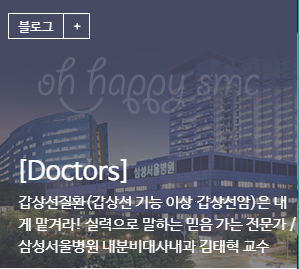 블로그 +
oh happy smc
삼성서울병원
[Doctors]
갑상선질환(갑상선 기능 이상 갑상선암)은 내
게 맡겨라! 실력으로 말하는 믿음 가는 전문가 /
삼성서울병원 내분비대사내과 김태혁 교수